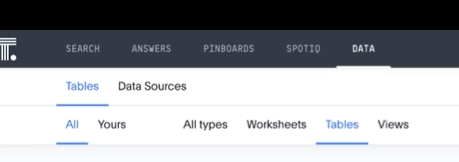 T.
SEARCH ANSWERS PINBOARDS SPOTIQ DATA
Tables Data Sources
All Yours All types Worksheets Tables Views